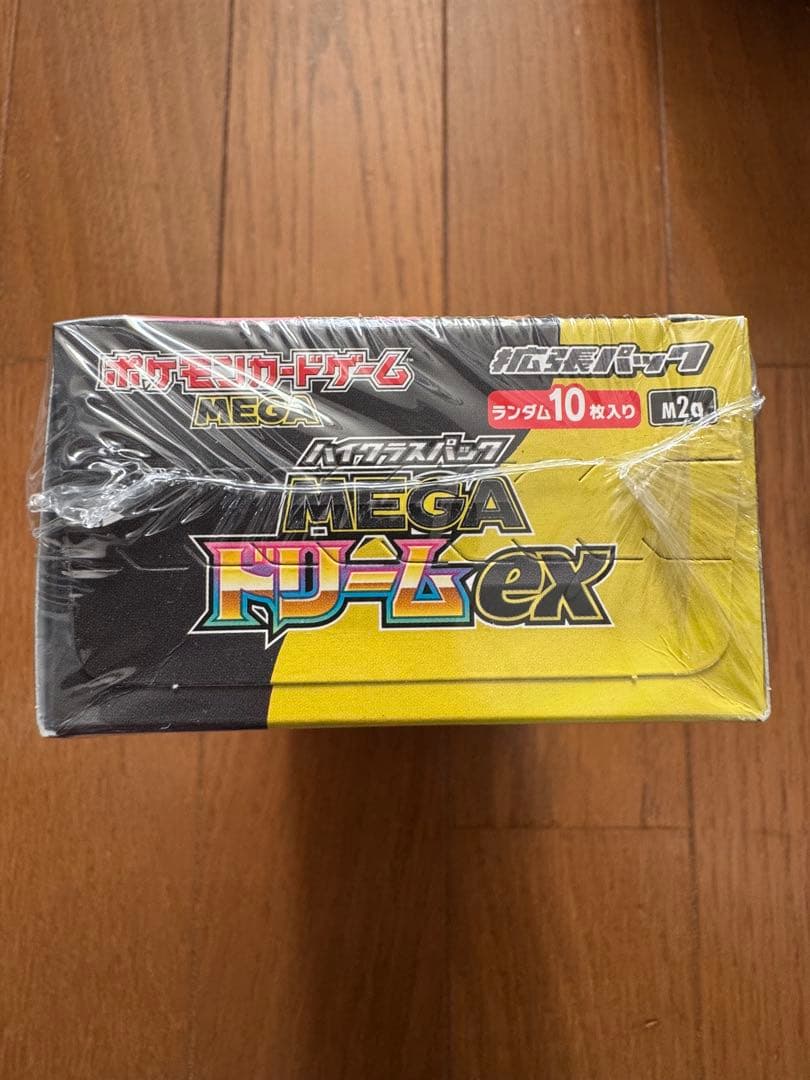 ポケモンカードゲーム
MEGA
拡張パック
ランダム10枚入り
M2a
ハイクラスパック
MEGA
ドリームex